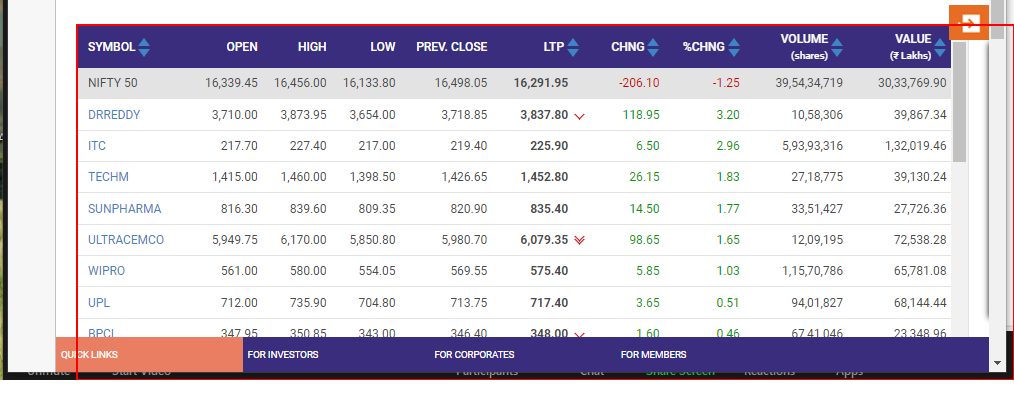 SYMBOL OPEN HIGH LOW PREV. CLOSE LTP CHNG %CHNG VOLUME (shares) VALUE (₹ Lakhs)
NIFTY 50 16,339.45 16,456.00 16,133.80 16,498.05 16,291.95 -206.10 -1.25 39,54,34,719 30,33,769.90
DRREDDY 3,710.00 3,873.95 3,654.00 3,718.85 3,837.80 118.95 3.20 10,58,306 39,867.34
ITC 217.70 227.40 217.00 219.40 225.90 6.50 2.96 5,93,93,316 1,32,019.46
TECHM 1,415.00 1,460.00 1,398.50 1,426.65 1,452.80 26.15 1.83 27,18,775 39,130.24
SUNPHARMA 816.30 839.60 809.35 820.90 835.40 14.50 1.77 33,51,427 27,726.36
ULTRACEMCO 5,949.75 6,170.00 5,850.80 5,980.70 6,079.35 98.65 1.65 12,09,195 72,538.28
WIPRO 561.00 580.00 554.05 569.55 575.40 5.85 1.03 1,15,70,786 65,781.08
UPL 712.00 735.90 704.80 713.75 717.40 3.65 0.51 94,01,827 68,144.44
BPCL 347.95 350.85 343.00 346.40 348.00 1.60 0.46 67,41,046 23,348.96
QUICK LINKS FOR INVESTORS FOR CORPORATES FOR MEMBERS
Unmute Start Video Participants Chat Share Screen Reactions Apps